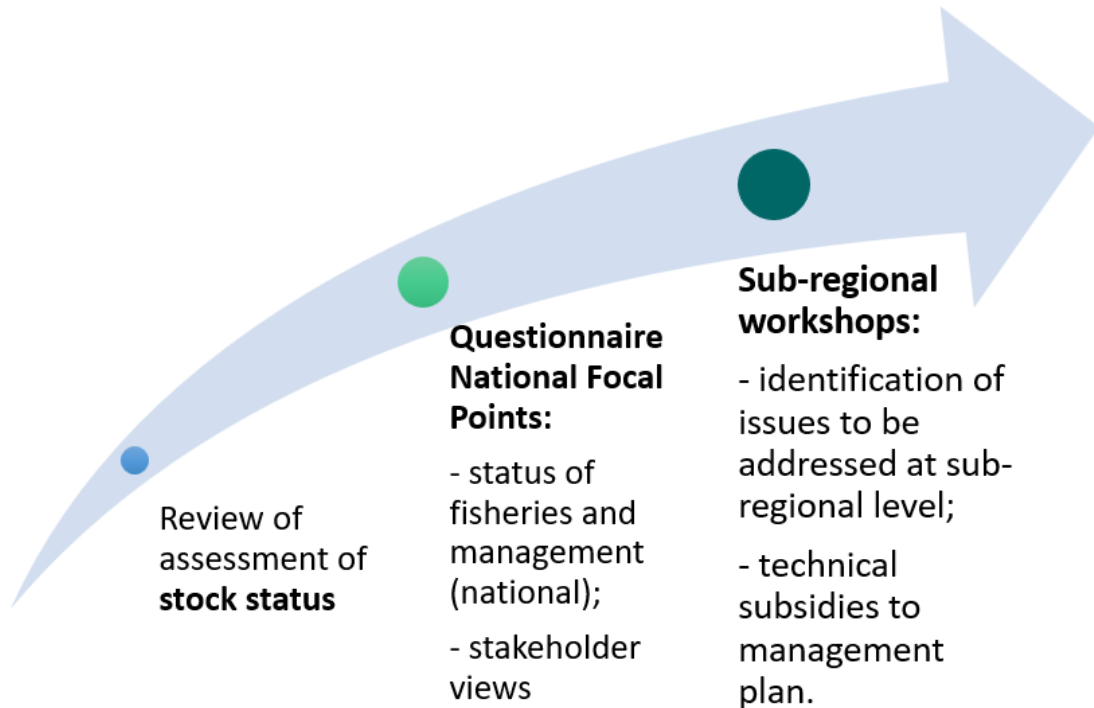 Review of
assessment of
stock status
Questionnaire
National Focal
Points:
- status of
fisheries and
management
(national);
- stakeholder
views
Sub-regional
workshops:
- identification of
issues to be
addressed at sub-
regional level;
- technical
subsidies to
management
plan.